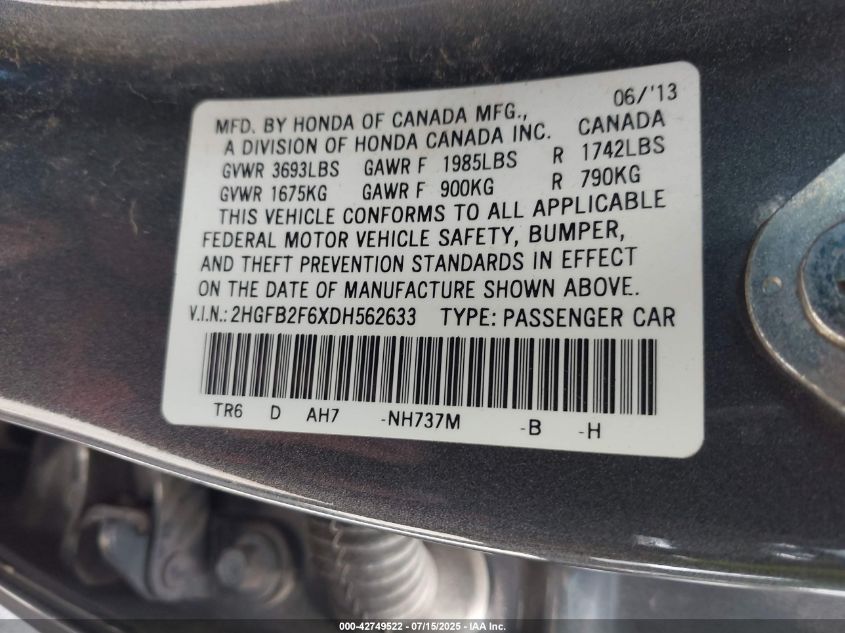 06/'13
MFD. BY HONDA OF CANADA MFG.,
A DIVISION OF HONDA CANADA INC. CANADA
GVWR 3693LBS GAWR F 1985LBS R 1742LBS
GVWR 1675KG GAWR F 900KG R 790KG
THIS VEHICLE CONFORMS TO ALL APPLICABLE
FEDERAL MOTOR VEHICLE SAFETY, BUMPER,
AND THEFT PREVENTION STANDARDS IN EFFECT
ON THE DATE OF MANUFACTURE SHOWN ABOVE.
V.I.N.: 2HGFB2F6XDH562633 TYPE: PASSENGER CAR
TR6 D AH7 -NH737M -B -H
000-42749522 - 07/15/2025 - IAA Inc.